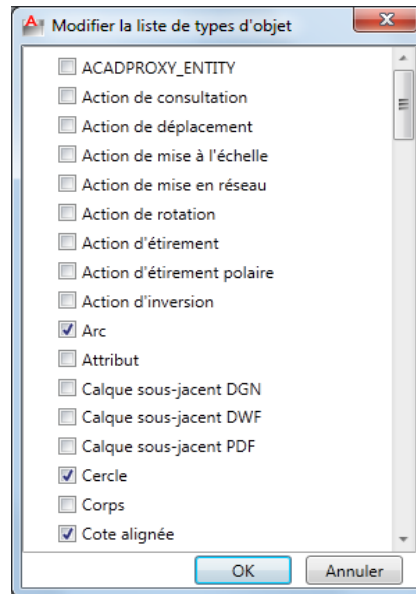 Modifier la liste de types d'objet
ACADPROXY_ENTITY
Action de consultation
Action de déplacement
Action de mise à l'échelle
Action de mise en réseau
Action de rotation
Action d'étirement
Action d'étirement polaire
Action d'inversion
Arc
Attribut
Calque sous-jacent DGN
Calque sous-jacent DWF
Calque sous-jacent PDF
Cercle
Corps
Cote alignée
OK Annuler